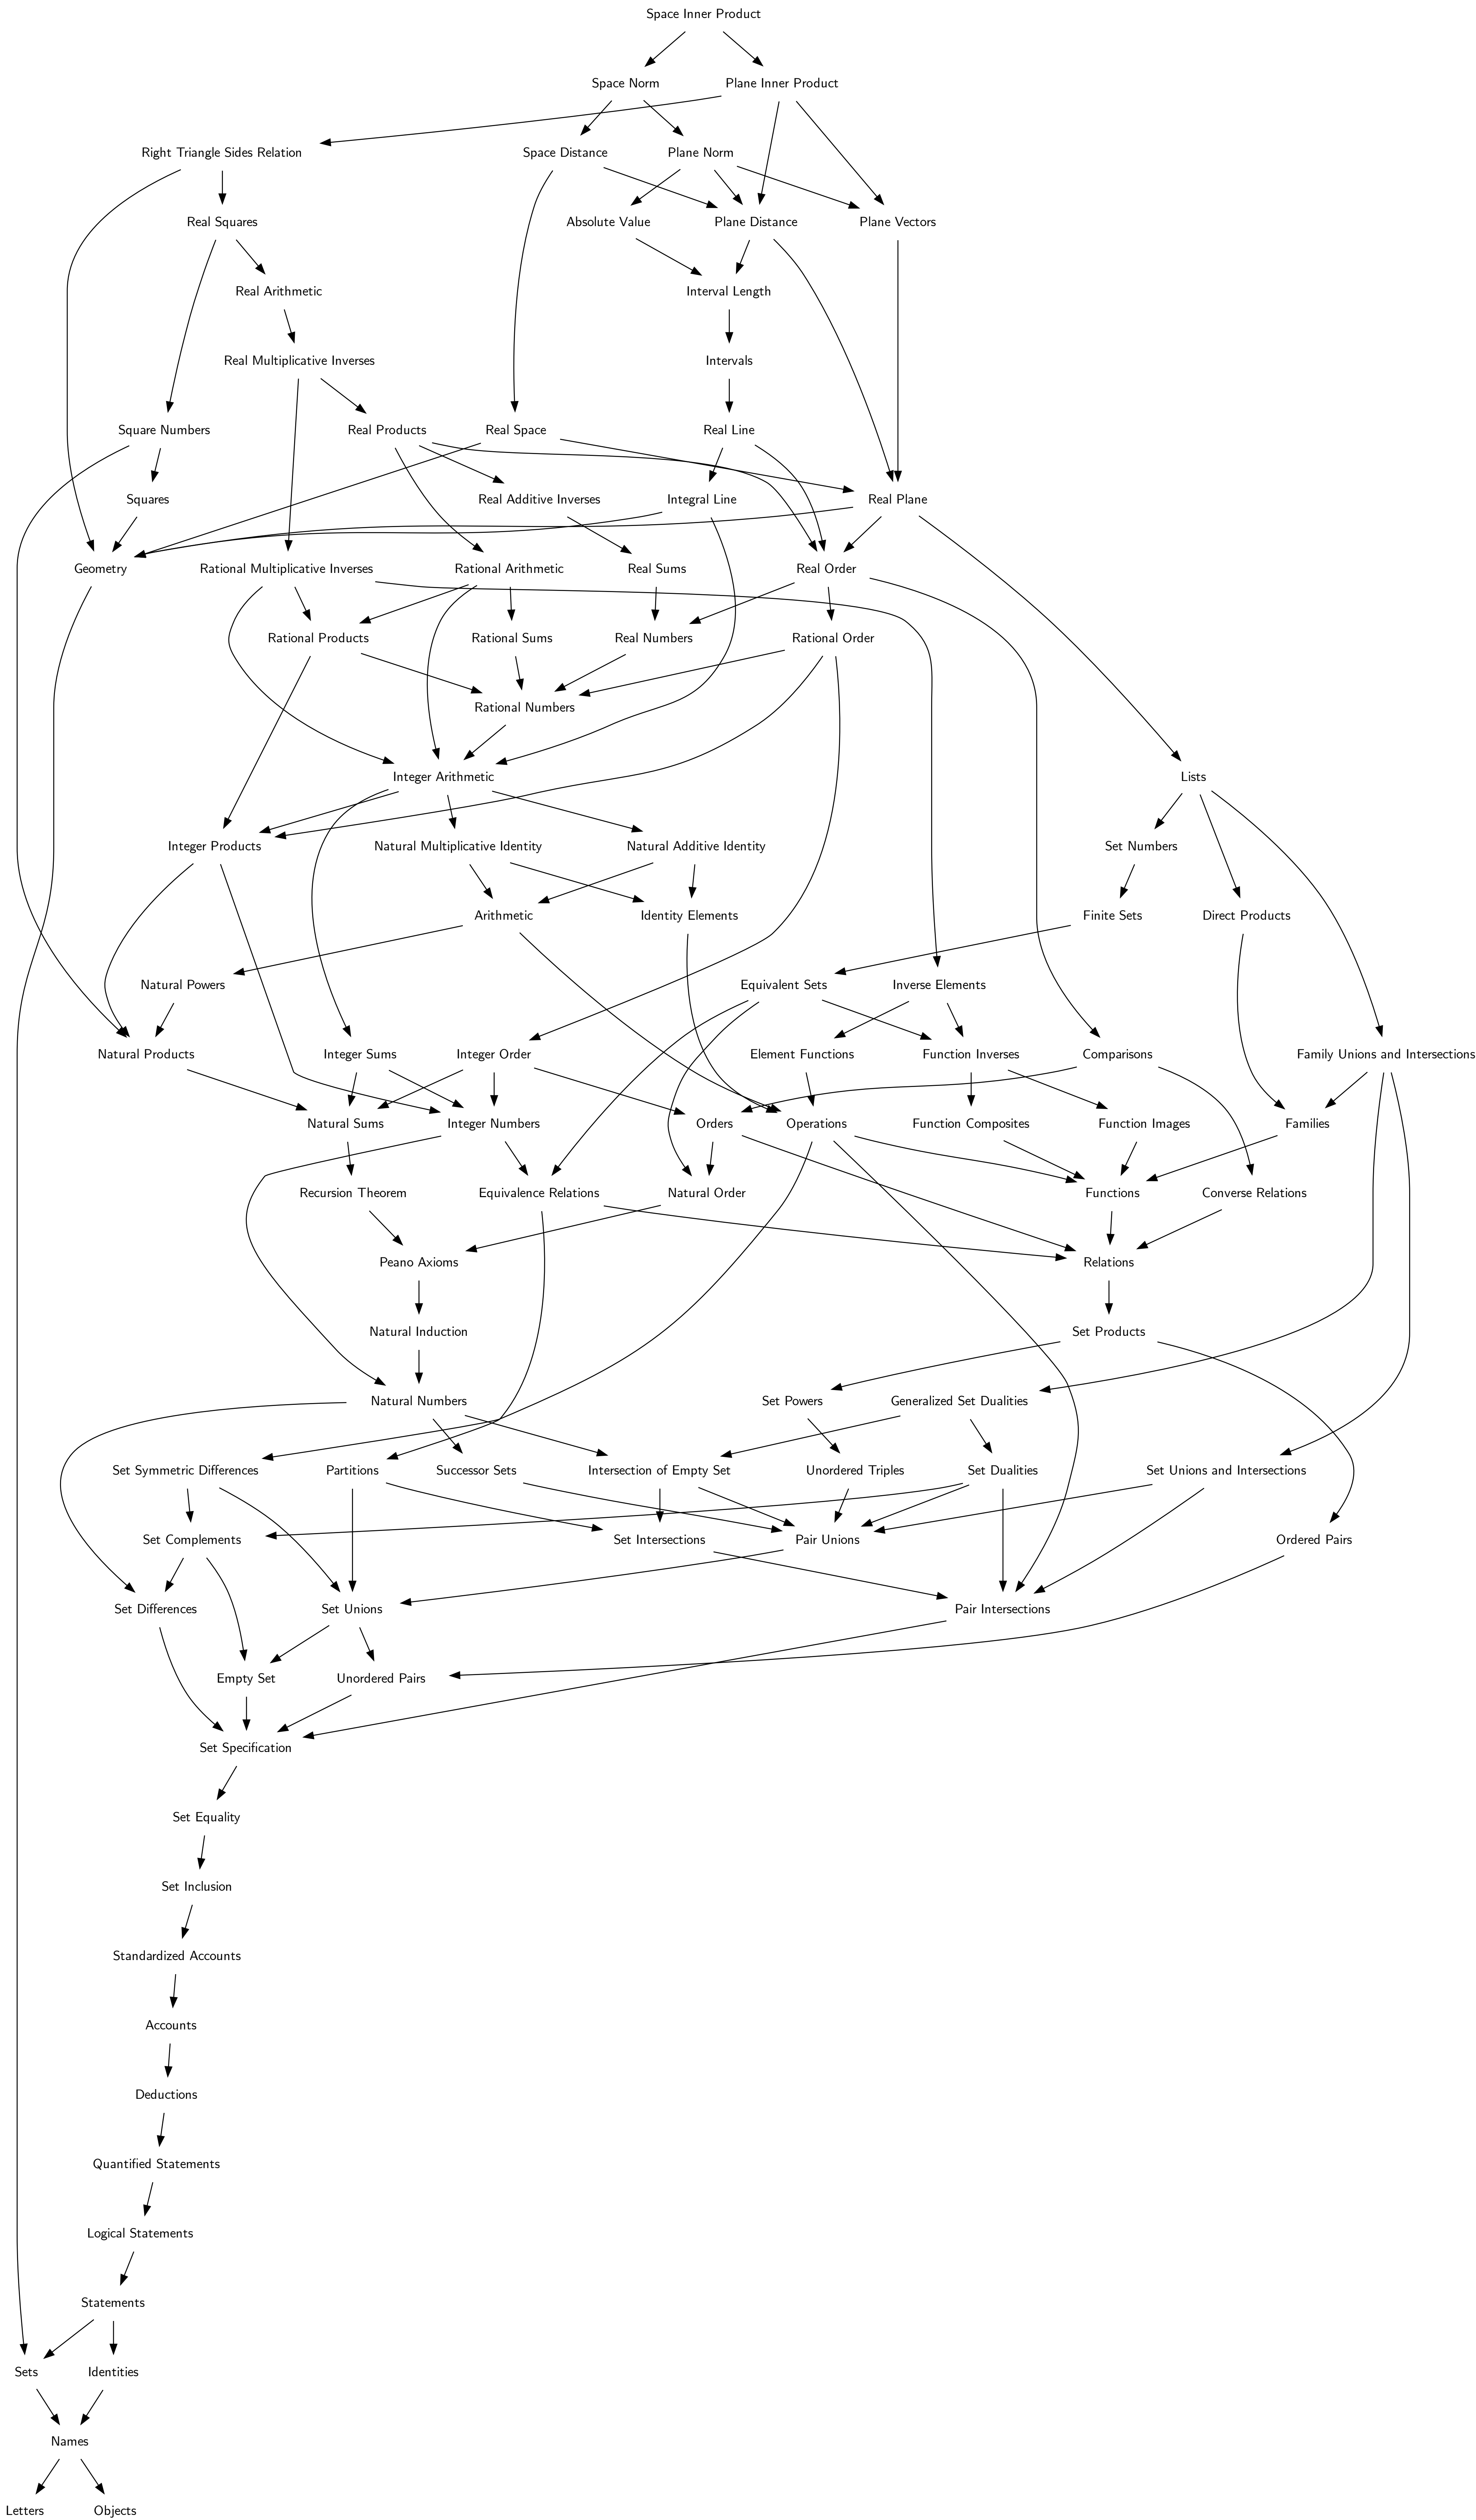 Space Inner Product
Space Norm
Plane Inner Product
Right Triangle Sides Relation
Space Distance
Plane Norm
Real Squares
Absolute Value
Plane Distance
Plane Vectors
Real Arithmetic
Interval Length
Real Multiplicative Inverses
Intervals
Square Numbers
Real Products
Real Space
Real Line
Squares
Real Additive Inverses
Integral Line
Real Plane
Geometry
Rational Multiplicative Inverses
Rational Arithmetic
Real Sums
Real Order
Rational Products
Rational Sums
Real Numbers
Rational Order
Rational Numbers
Integer Arithmetic
Lists
Integer Products
Natural Multiplicative Identity
Natural Additive Identity
Set Numbers
Arithmetic
Identity Elements
Finite Sets
Direct Products
Natural Powers
Equivalent Sets
Inverse Elements
Natural Products
Integer Sums
Integer Order
Element Functions
Function Inverses
Comparisons
Family Unions and Intersections
Natural Sums
Integer Numbers
Orders
Operations
Function Composites
Function Images
Families
Recursion Theorem
Equivalence Relations
Natural Order
Functions
Converse Relations
Peano Axioms
Relations
Natural Induction
Set Products
Natural Numbers
Set Powers
Generalized Set Dualities
Set Symmetric Differences
Partitions
Successor Sets
Intersection of Empty Set
Unordered Triples
Set Dualities
Set Unions and Intersections
Set Complements
Set Intersections
Pair Unions
Ordered Pairs
Set Differences
Set Unions
Pair Intersections
Empty Set
Unordered Pairs
Set Specification
Set Equality
Set Inclusion
Standardized Accounts
Accounts
Deductions
Quantified Statements
Logical Statements
Statements
Sets
Identities
Names
Letters
Objects